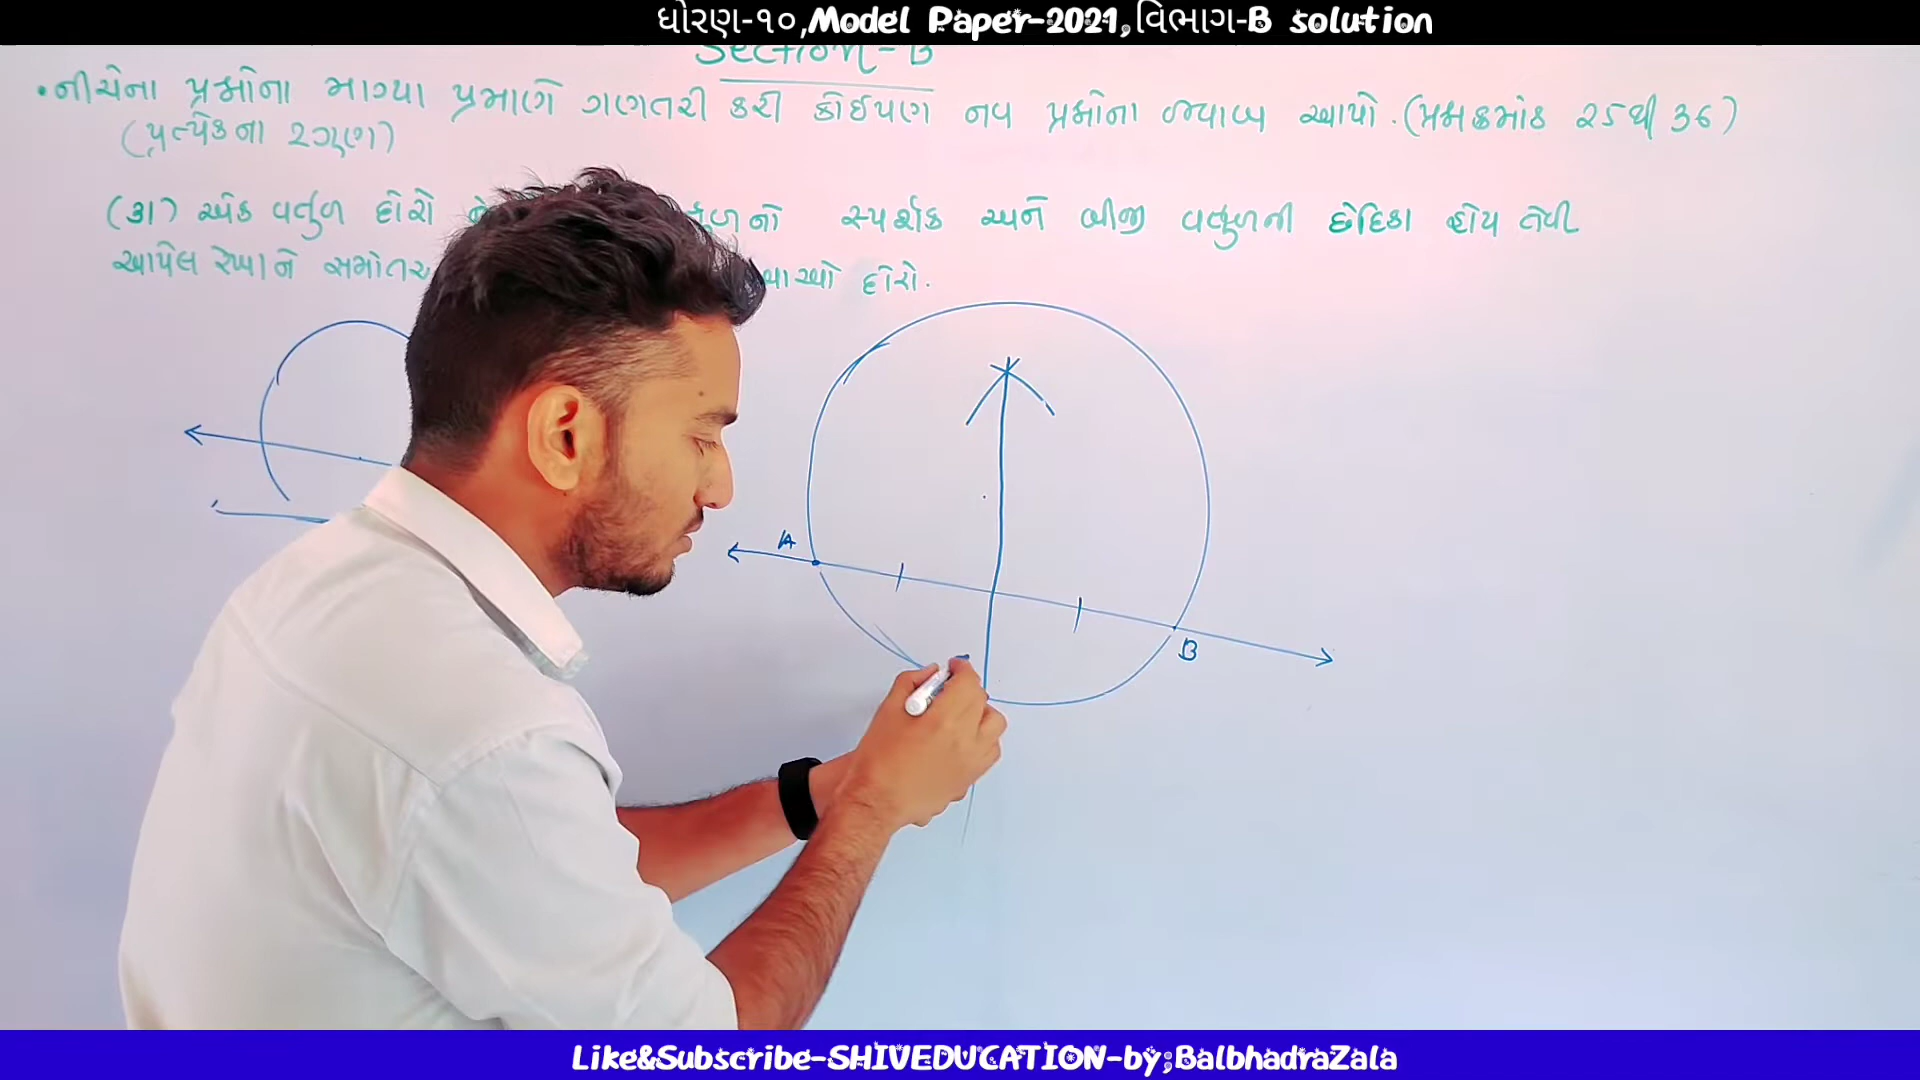 ધોરણ-૧૦,Model Paper-2021,વિભાગ-B solution
Section-B
•નીચેના પ્રશ્નોના માગ્યા પ્રમાણે ગણતરી કરી કોઈપણ નવ પ્રશ્નોના જવાબ આપો.(પ્રશ્નક્રમાંક 25થી 36)
(પ્રત્યેકના 2ગુણ)
(31) એક વર્તુળ દોરો સ્પર્શક અને બીજી વર્તુળની છેદિકા હોય તેવી
આપેલ રેખાને સમાંતર દોરો.
A
B
Like&Subscribe-SHIVEDUCATION-by;BalbhadraZala